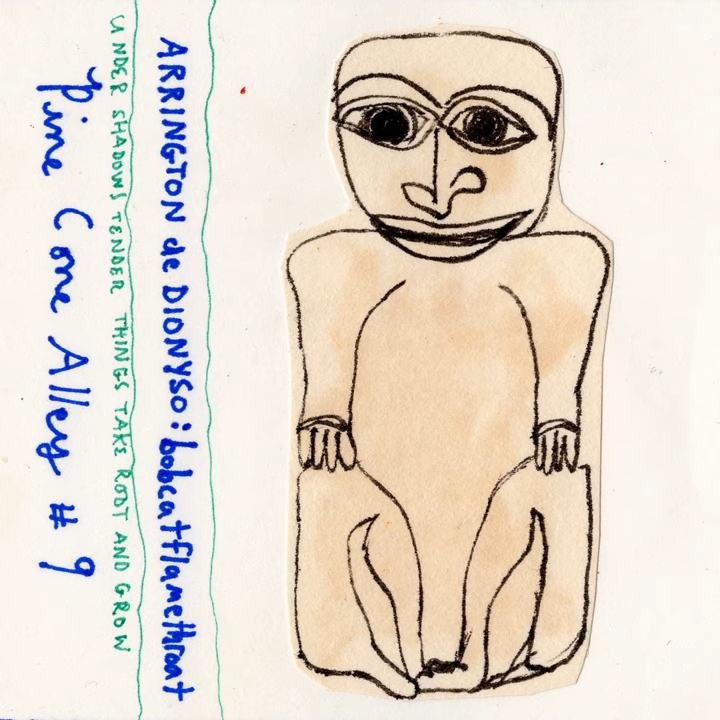 ARRINGTON de DIONYSO: bobcatflamethroat
UNDER SHADOWS TENDER THINGS TAKE ROOT AND GROW
Pine Cone Alley # 9